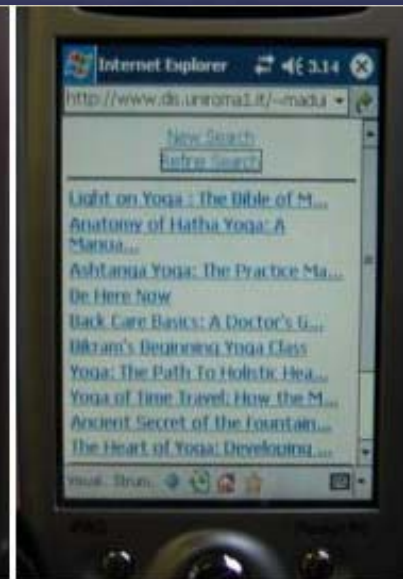 Internet Explorer 3.14
http://www.dis.uniroma1.it/~madui
New Search
Refine Search
Light on Yoga : The Bible of M...
Anatomy of Hatha Yoga: A
Manua...
Ashtanga Yoga: The Practice Ma...
Be Here Now
Back Care Basics: A Doctor's G...
Bikram's Beginning Yoga Class
Yoga: The Path To Holistic Hea...
Yoga of Time Travel: How the M...
Ancient Secret of the Fountain...
The Heart of Yoga: Developing ...
Visual. Strum.